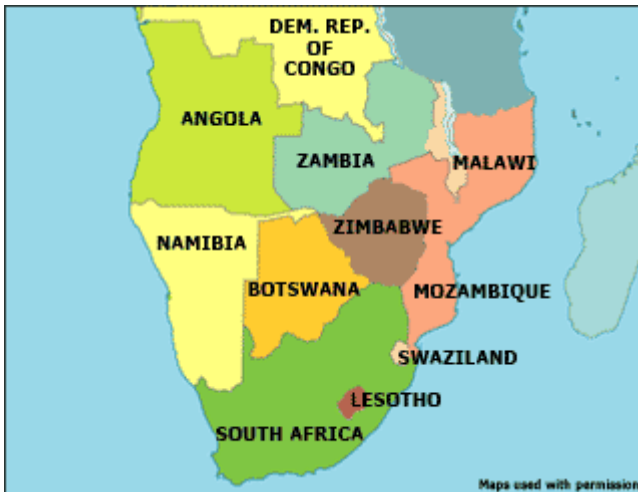 DEM. REP.
OF
CONGO
ANGOLA
ZAMBIA
MALAWI
NAMIBIA
ZIMBABWE
BOTSWANA
MOZAMBIQUE
SWAZILAND
LESOTHO
SOUTH AFRICA
Maps used with permission